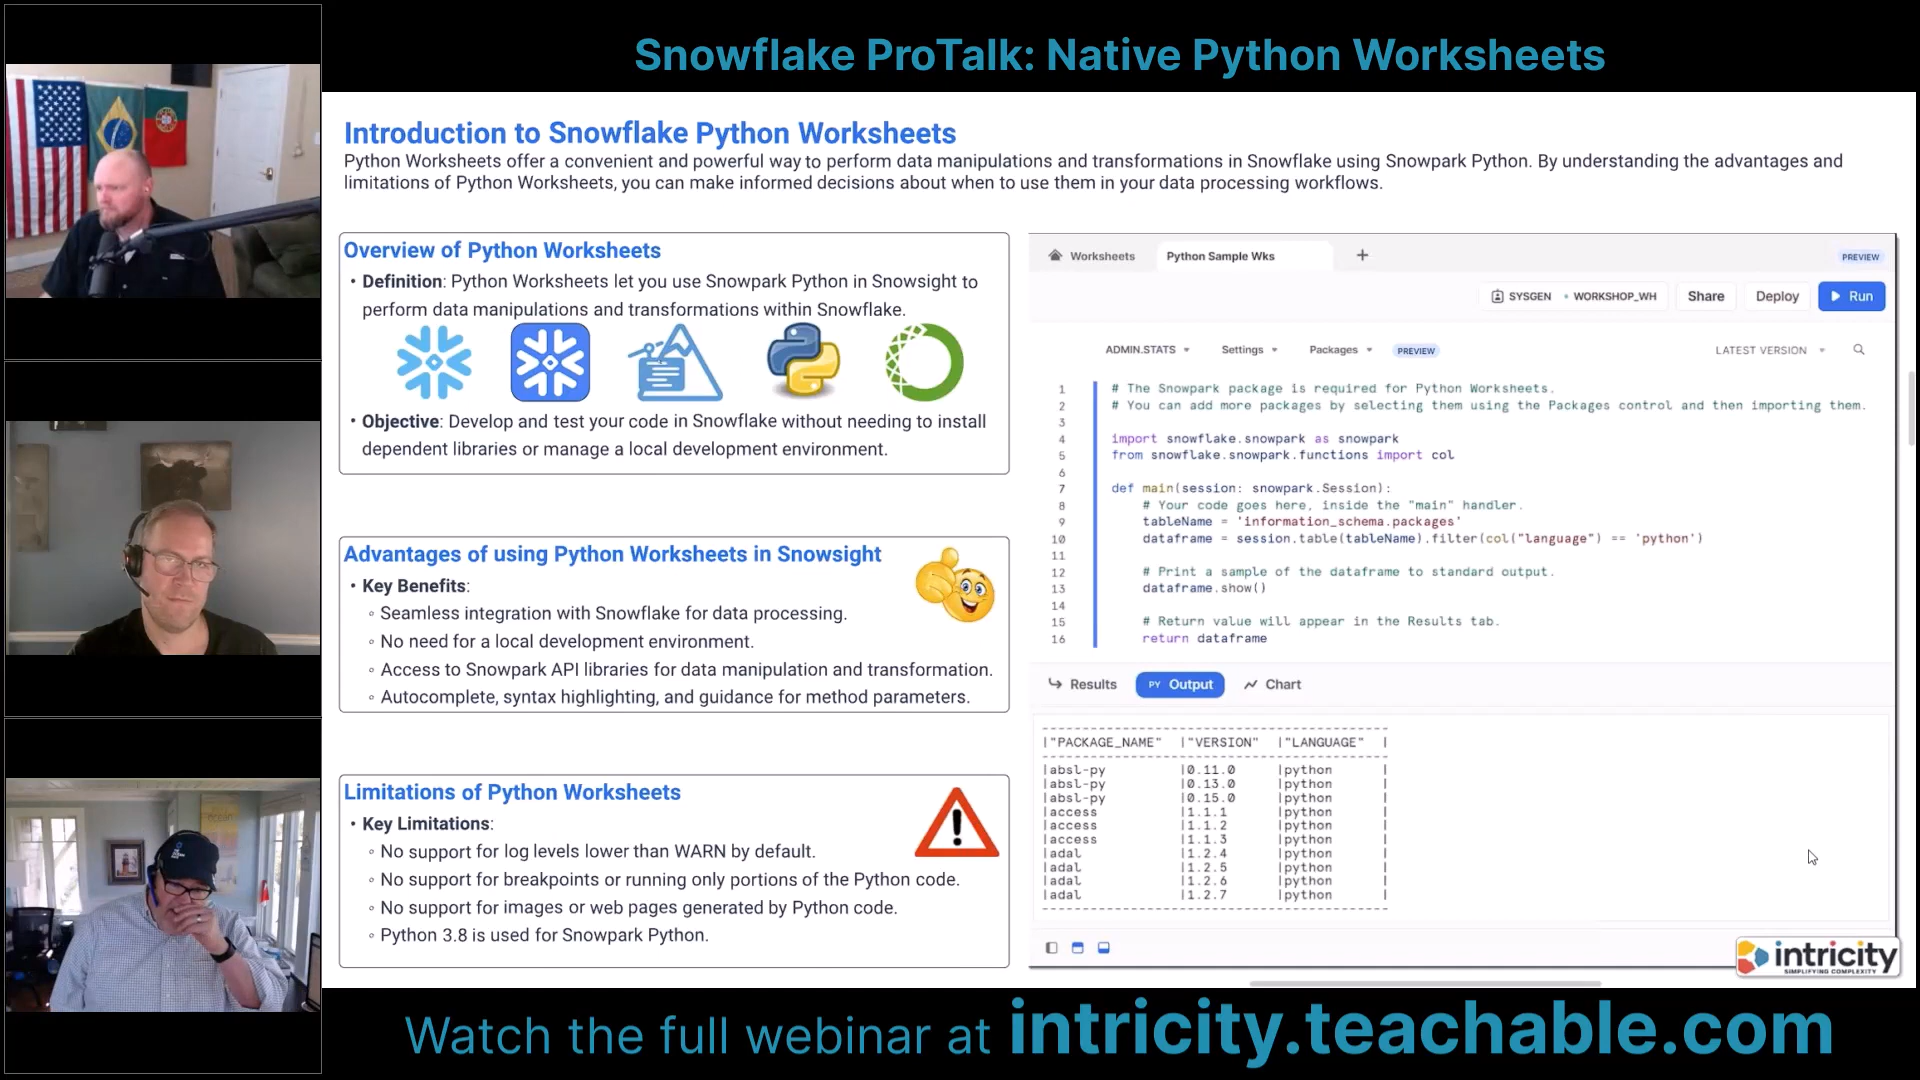 Snowflake ProTalk: Native Python Worksheets
Introduction to Snowflake Python Worksheets
Python Worksheets offer a convenient and powerful way to perform data manipulations and transformations in Snowflake using Snowpark Python. By understanding the advantages and
limitations of Python Worksheets, you can make informed decisions about when to use them in your data processing workflows.
Overview of Python Worksheets
• Definition: Python Worksheets let you use Snowpark Python in Snowsight to
perform data manipulations and transformations within Snowflake.
• Objective: Develop and test your code in Snowflake without needing to install
dependent libraries or manage a local development environment.
Advantages of using Python Worksheets in Snowsight
• Key Benefits:
◦ Seamless integration with Snowflake for data processing.
◦ No need for a local development environment.
◦ Access to Snowpark API libraries for data manipulation and transformation.
◦ Autocomplete, syntax highlighting, and guidance for method parameters.
Limitations of Python Worksheets
• Key Limitations:
◦ No support for log levels lower than WARN by default.
◦ No support for breakpoints or running only portions of the Python code.
◦ No support for images or web pages generated by Python code.
◦ Python 3.8 is used for Snowpark Python.
Worksheets Python Sample Wks + PREVIEW
SYSGEN • WORKSHOP_WH Share Deploy Run
ADMIN.STATS Settings Packages PREVIEW LATEST VERSION
1 # The Snowpark package is required for Python Worksheets.
2 # You can add more packages by selecting them using the Packages control and then importing them.
3
4 import snowflake.snowpark as snowpark
5 from snowflake.snowpark.functions import col
6
7 def main(session: snowpark.Session):
8 # Your code goes here, inside the "main" handler.
9 tableName = 'information_schema.packages'
10 dataframe = session.table(tableName).filter(col("language") == 'python')
11
12 # Print a sample of the dataframe to standard output.
13 dataframe.show()
14
15 # Return value will appear in the Results tab.
16 return dataframe
Results PY Output Chart
----------------------------------------
|"PACKAGE_NAME" |"VERSION" |"LANGUAGE" |
----------------------------------------
|absl-py |0.11.0 |python |
|absl-py |0.13.0 |python |
|absl-py |0.15.0 |python |
|access |1.1.1 |python |
|access |1.1.2 |python |
|access |1.1.3 |python |
|adal |1.2.4 |python |
|adal |1.2.5 |python |
|adal |1.2.6 |python |
|adal |1.2.7 |python |
----------------------------------------
intricity
SIMPLIFYING COMPLEXITY
Watch the full webinar at intricity.teachable.com